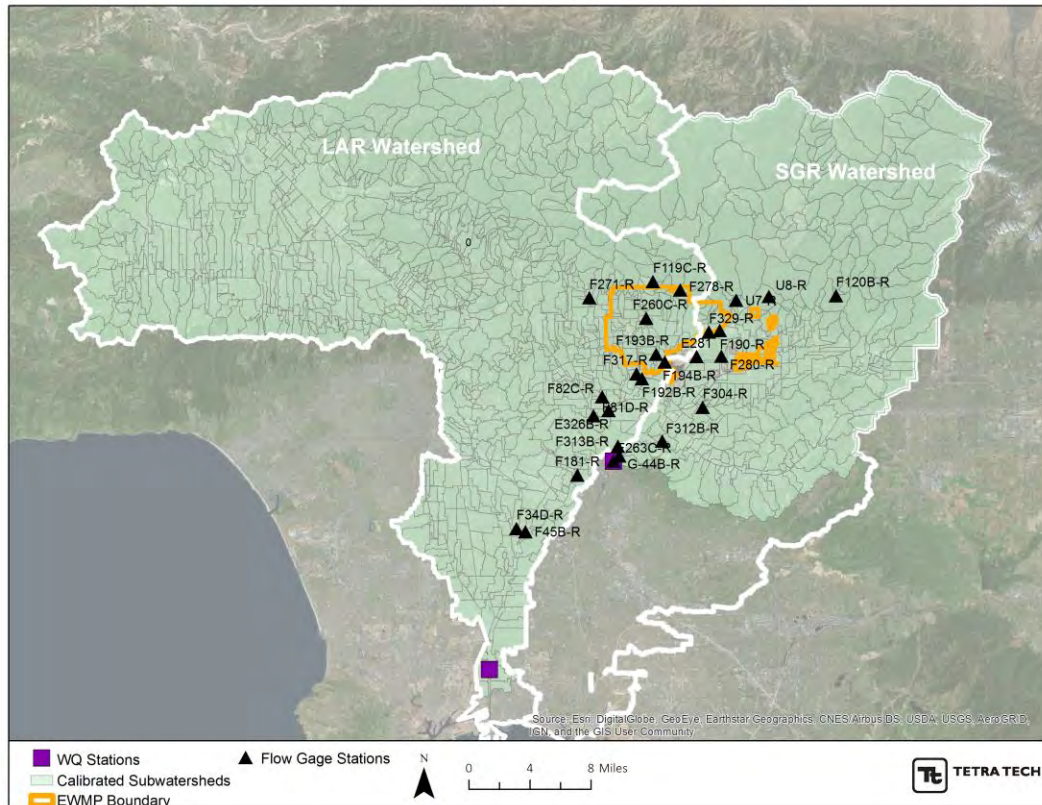 LAR Watershed
SGR Watershed
0
F119C-R
F271-R
F278-R
U8-R
F120B-R
U7-R
F260C-R
F329-R
F193B-R
E281
F190-R
F317-R
F280-R
F194B-R
F192B-R
F82C-R
F304-R
81D-R
E326B-R
F312B-R
F313B-R
F263C-R
F181-R
G-44B-R
F34D-R
F45B-R
Source: Esri, DigitalGlobe, GeoEye, Earthstar Geographics, CNES/Airbus DS, USDA, USGS, AeroGRID,
IGN, and the GIS User Community
WQ Stations
Flow Gage Stations
Calibrated Subwatersheds
EWMP Boundary
N
0 4 8 Miles
Tt TETRA TECH